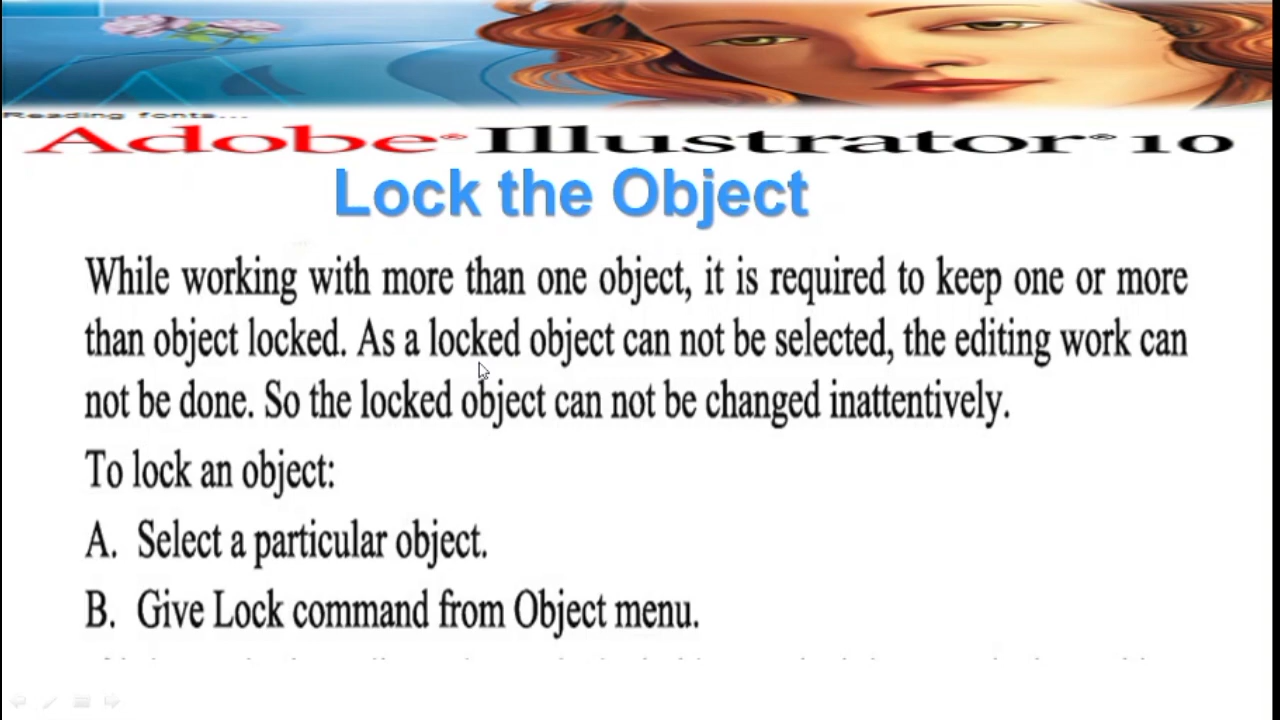 Reading fonts...
Adobe® Illustrator® 10
Lock the Object
While working with more than one object, it is required to keep one or more
than object locked. As a locked object can not be selected, the editing work can
not be done. So the locked object can not be changed inattentively.
To lock an object:
A. Select a particular object.
B. Give Lock command from Object menu.